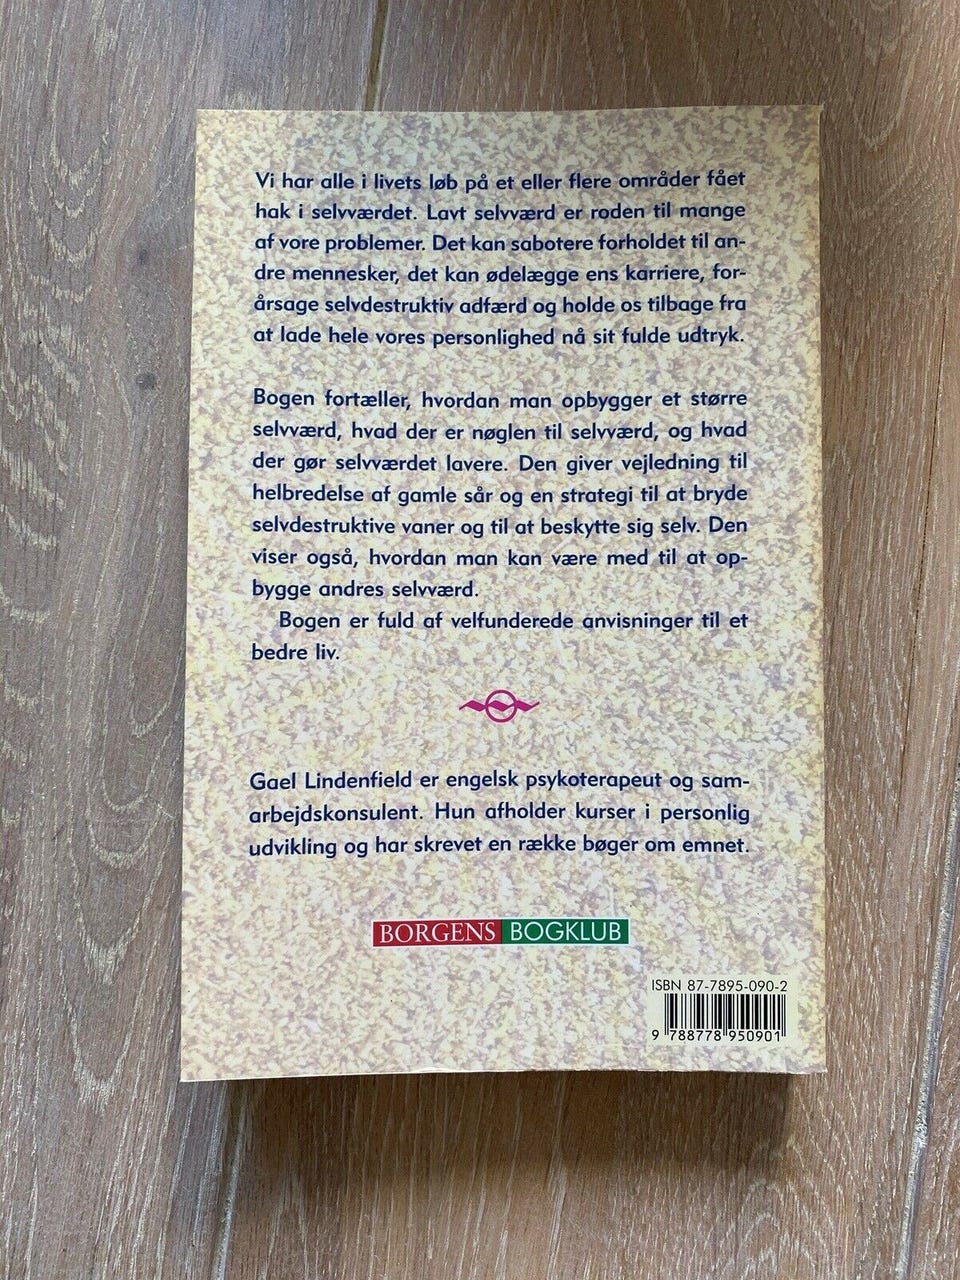 Vi har alle i livets løb på et eller flere områder fået
hak i selvværdet. Lavt selvværd er roden til mange
af vore problemer. Det kan sabotere forholdet til an-
dre mennesker, det kan ødelægge ens karriere, for-
årsage selvdestruktiv adfærd og holde os tilbage fra
at lade hele vores personlighed nå sit fulde udtryk.
Bogen fortæller, hvordan man opbygger et større
selvværd, hvad der er nøglen til selvværd, og hvad
der gør selvværdet lavere. Den giver vejledning til
helbredelse af gamle sår og en strategi til at bryde
selvdestruktive vaner og til at beskytte sig selv. Den
viser også, hvordan man kan være med til at op-
bygge andres selvværd.
Bogen er fuld af velfunderede anvisninger til et
bedre liv.
Gael Lindenfield er engelsk psykoterapeut og sam-
arbejdskonsulent. Hun afholder kurser i personlig
udvikling og har skrevet en række bøger om emnet.
BORGENS BOGKLUB
ISBN 87-7895-090-2
9 788778 950901